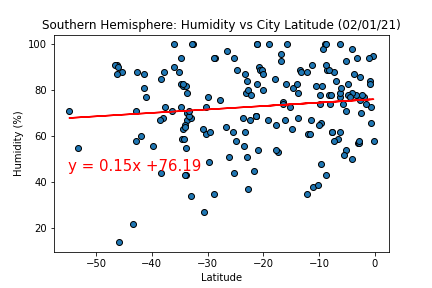 Southern Hemisphere: Humidity vs City Latitude (02/01/21)
100
80
60
40
20
Humidity (%)
y = 0.15x +76.19
−50
−40
−30
−20
−10
0
Latitude